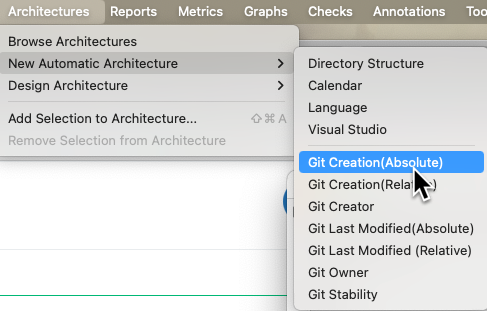 Architectures Reports Metrics Graphs Checks Annotations Too
Browse Architectures
New Automatic Architecture
Design Architecture
Add Selection to Architecture... ⇧⌘A
Remove Selection from Architecture
Directory Structure
Calendar
Language
Visual Studio
Git Creation(Absolute)
Git Creation(Relative)
Git Creator
Git Last Modified(Absolute)
Git Last Modified (Relative)
Git Owner
Git Stability